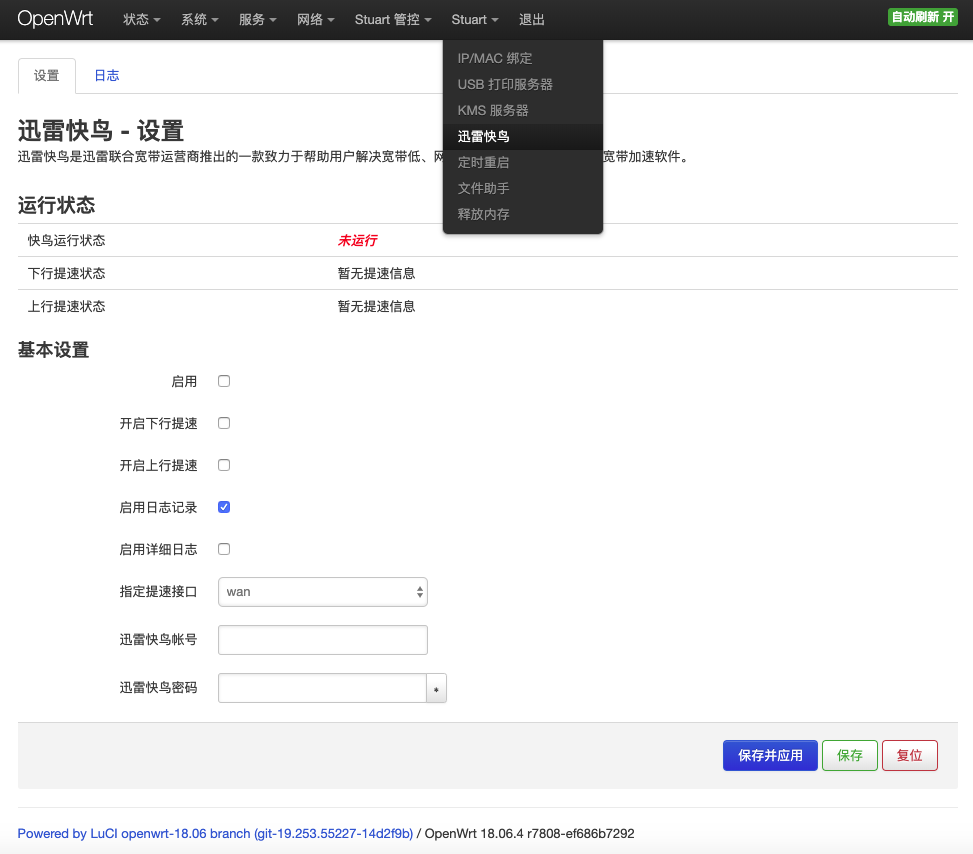 OpenWrt 状态 系统 服务 网络 Stuart 管控 Stuart 退出 自动刷新 开
IP/MAC 绑定
USB 打印服务器
KMS 服务器
迅雷快鸟
定时重启
文件助手
释放内存
设置 日志
迅雷快鸟 - 设置
迅雷快鸟是迅雷联合宽带运营商推出的一款致力于帮助用户解决宽带低、网 宽带加速软件。
运行状态
快鸟运行状态 未运行
下行提速状态 暂无提速信息
上行提速状态 暂无提速信息
基本设置
启用
开启下行提速
开启上行提速
启用日志记录
启用详细日志
指定提速接口 wan
迅雷快鸟帐号
迅雷快鸟密码 *
保存并应用 保存 复位
Powered by LuCI openwrt-18.06 branch (git-19.253.55227-14d2f9b) / OpenWrt 18.06.4 r7808-ef686b7292